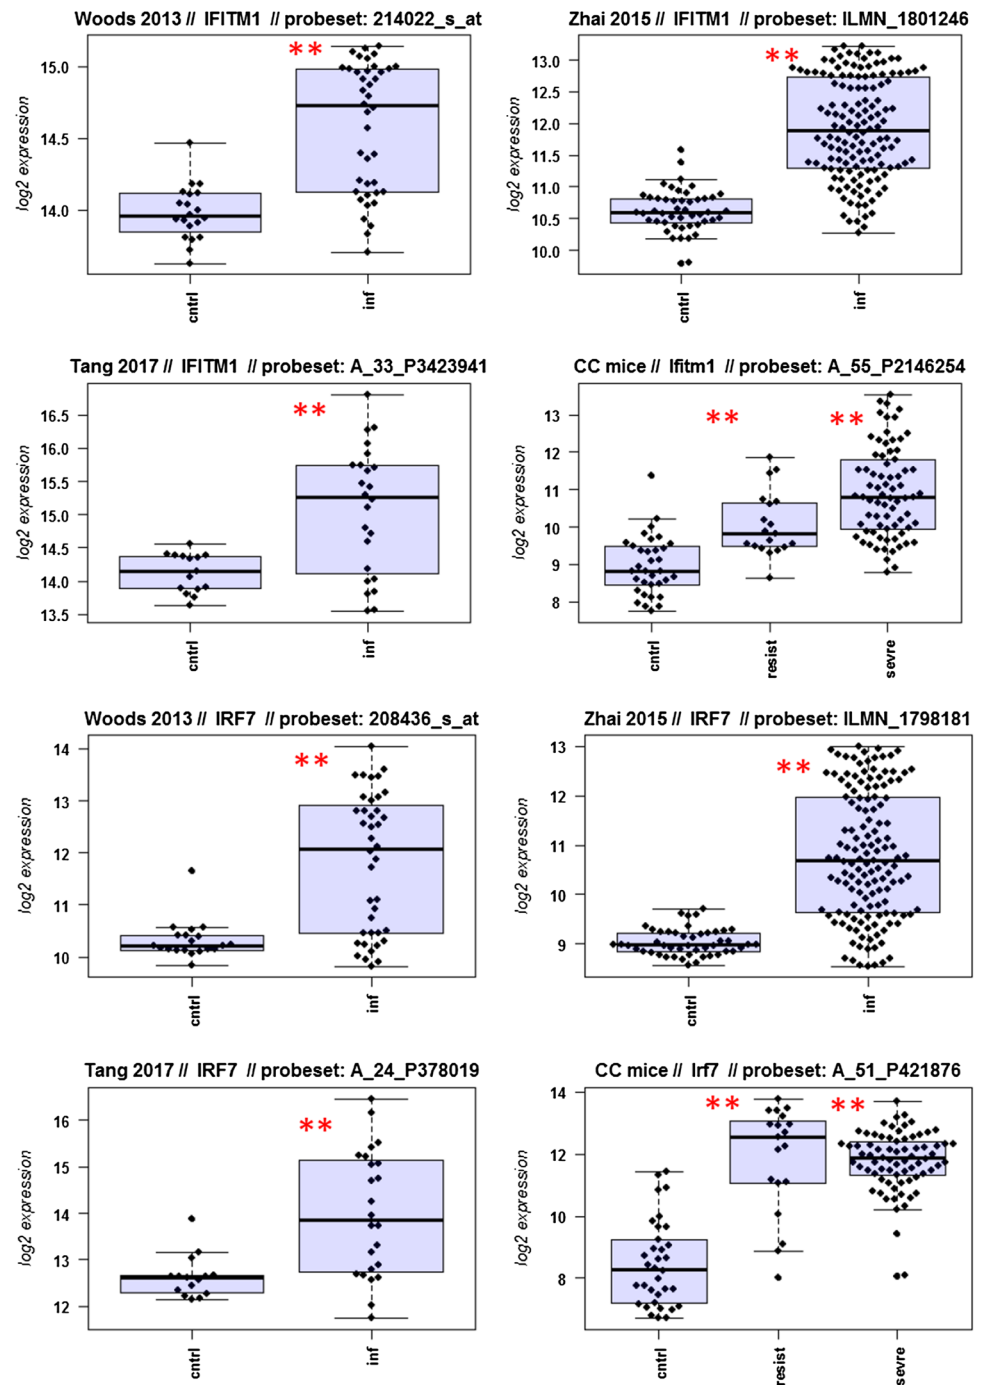 Woods 2013 // IFITM1 // probeset: 214022_s_at
log2 expression
15.0
14.5
14.0
**
cntrl
inf
Zhai 2015 // IFITM1 // probeset: ILMN_1801246
log2 expression
13.0
12.5
12.0
11.5
11.0
10.5
10.0
**
cntrl
inf
Tang 2017 // IFITM1 // probeset: A_33_P3423941
log2 expression
16.5
16.0
15.5
15.0
14.5
14.0
13.5
**
cntrl
inf
CC mice // Ifitm1 // probeset: A_55_P2146254
log2 expression
13
12
11
10
9
8
**
**
cntrl
resist
sevre
Woods 2013 // IRF7 // probeset: 208436_s_at
log2 expression
14
13
12
11
10
**
cntrl
inf
Zhai 2015 // IRF7 // probeset: ILMN_1798181
log2 expression
13
12
11
10
9
**
cntrl
inf
Tang 2017 // IRF7 // probeset: A_24_P378019
log2 expression
16
15
14
13
12
**
cntrl
inf
CC mice // Irf7 // probeset: A_51_P421876
log2 expression
14
12
10
8
**
**
cntrl
resist
sevre